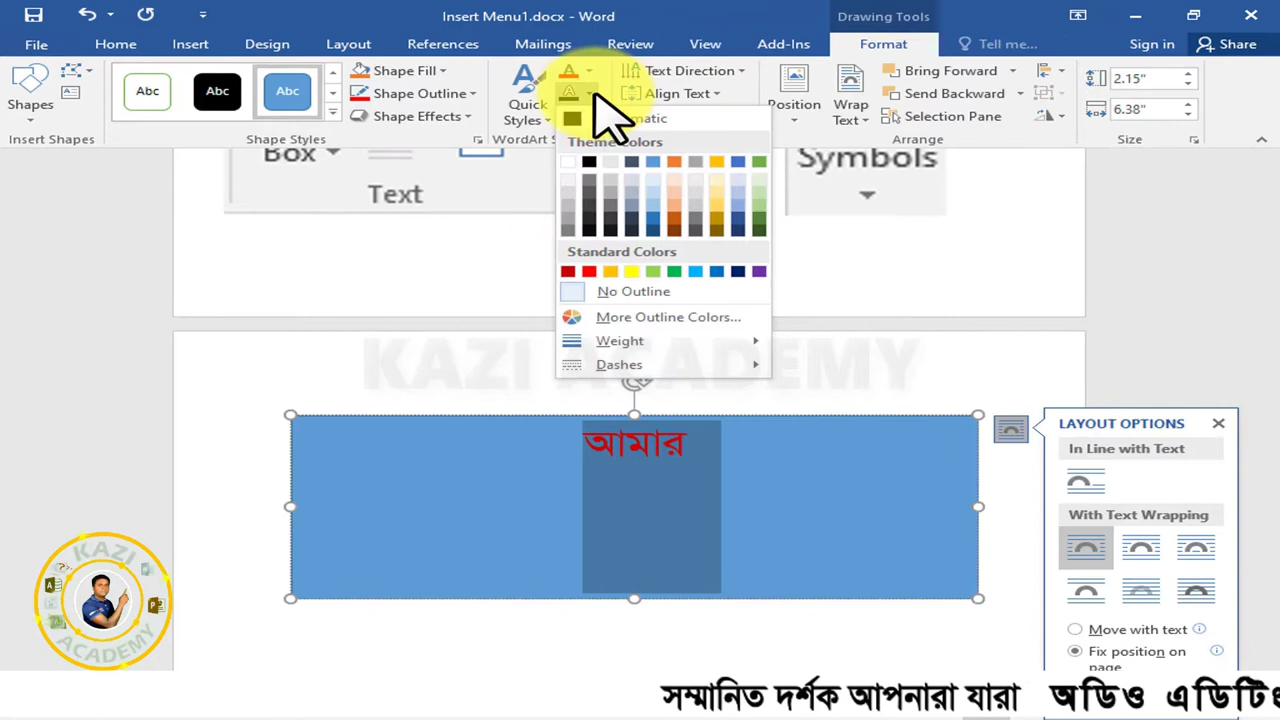 Insert Menu1.docx - Word
Drawing Tools
File Home Insert Design Layout References Mailings Review View Add-Ins Format Tell me... Sign in Share
Shapes
Insert Shapes
Abc Abc Abc
Shape Fill
Shape Outline
Shape Effects
Shape Styles
Quick Styles
WordArt
Text Direction
Align Text
Position
Wrap Text
Bring Forward
Send Backward
Selection Pane
Arrange
2.15"
6.38"
Size
Theme Colors
Standard Colors
No Outline
More Outline Colors...
Weight
Dashes
Box
Text
Symbols
KAZI ACADEMY
আমার
LAYOUT OPTIONS
In Line with Text
With Text Wrapping
Move with text
Fix position on page
KAZI
ACADEMY
সম্মানিত দর্শক আপনারা যারা অডিও